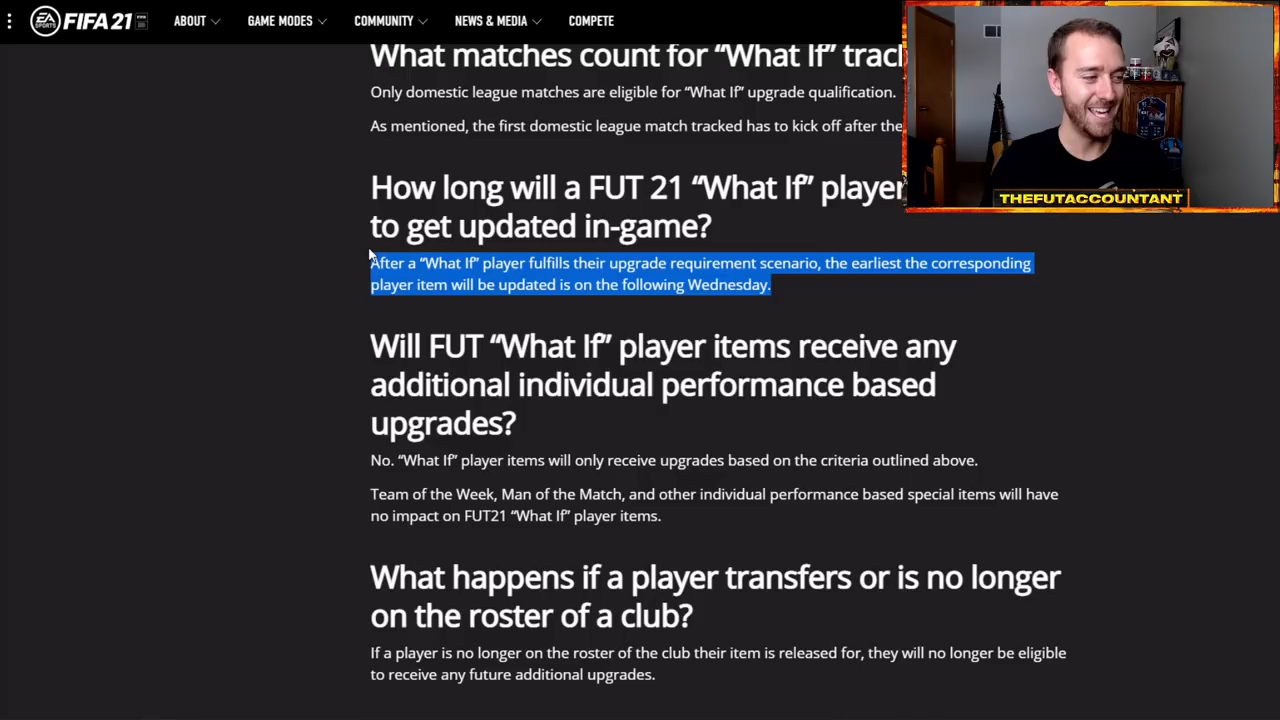 EA SPORTS FIFA 21 ABOUT GAME MODES COMMUNITY NEWS & MEDIA COMPETE
What matches count for “What If”
Only domestic league matches are eligible for “What If” upgrade qualification.
As mentioned, the first domestic league match tracked has to kick off after the
THEFUTACCOUNTANT
How long will a FUT 21 “What If” player
to get updated in-game?
After a “What If” player fulfills their upgrade requirement scenario, the earliest the corresponding
player item will be updated is on the following Wednesday.
Will FUT “What If” player items receive any
additional individual performance based
upgrades?
No. “What If” player items will only receive upgrades based on the criteria outlined above.
Team of the Week, Man of the Match, and other individual performance based special items will have
no impact on FUT21 “What If” player items.
What happens if a player transfers or is no longer
on the roster of a club?
If a player is no longer on the roster of the club their item is released for, they will no longer be eligible
to receive any future additional upgrades.